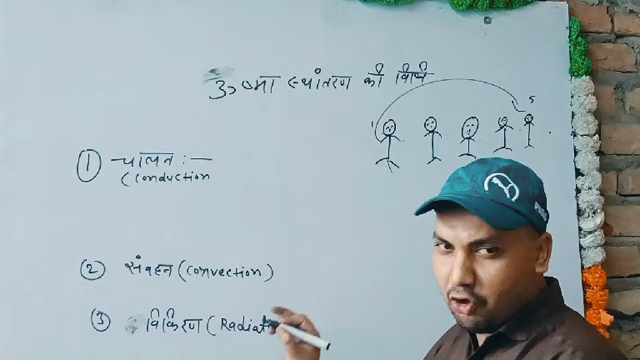 ऊष्मा स्थांतरण की विधि
1 5
① चालन :—
(Conduction
② संवहन (convection)
③ विकिरण (Radiat